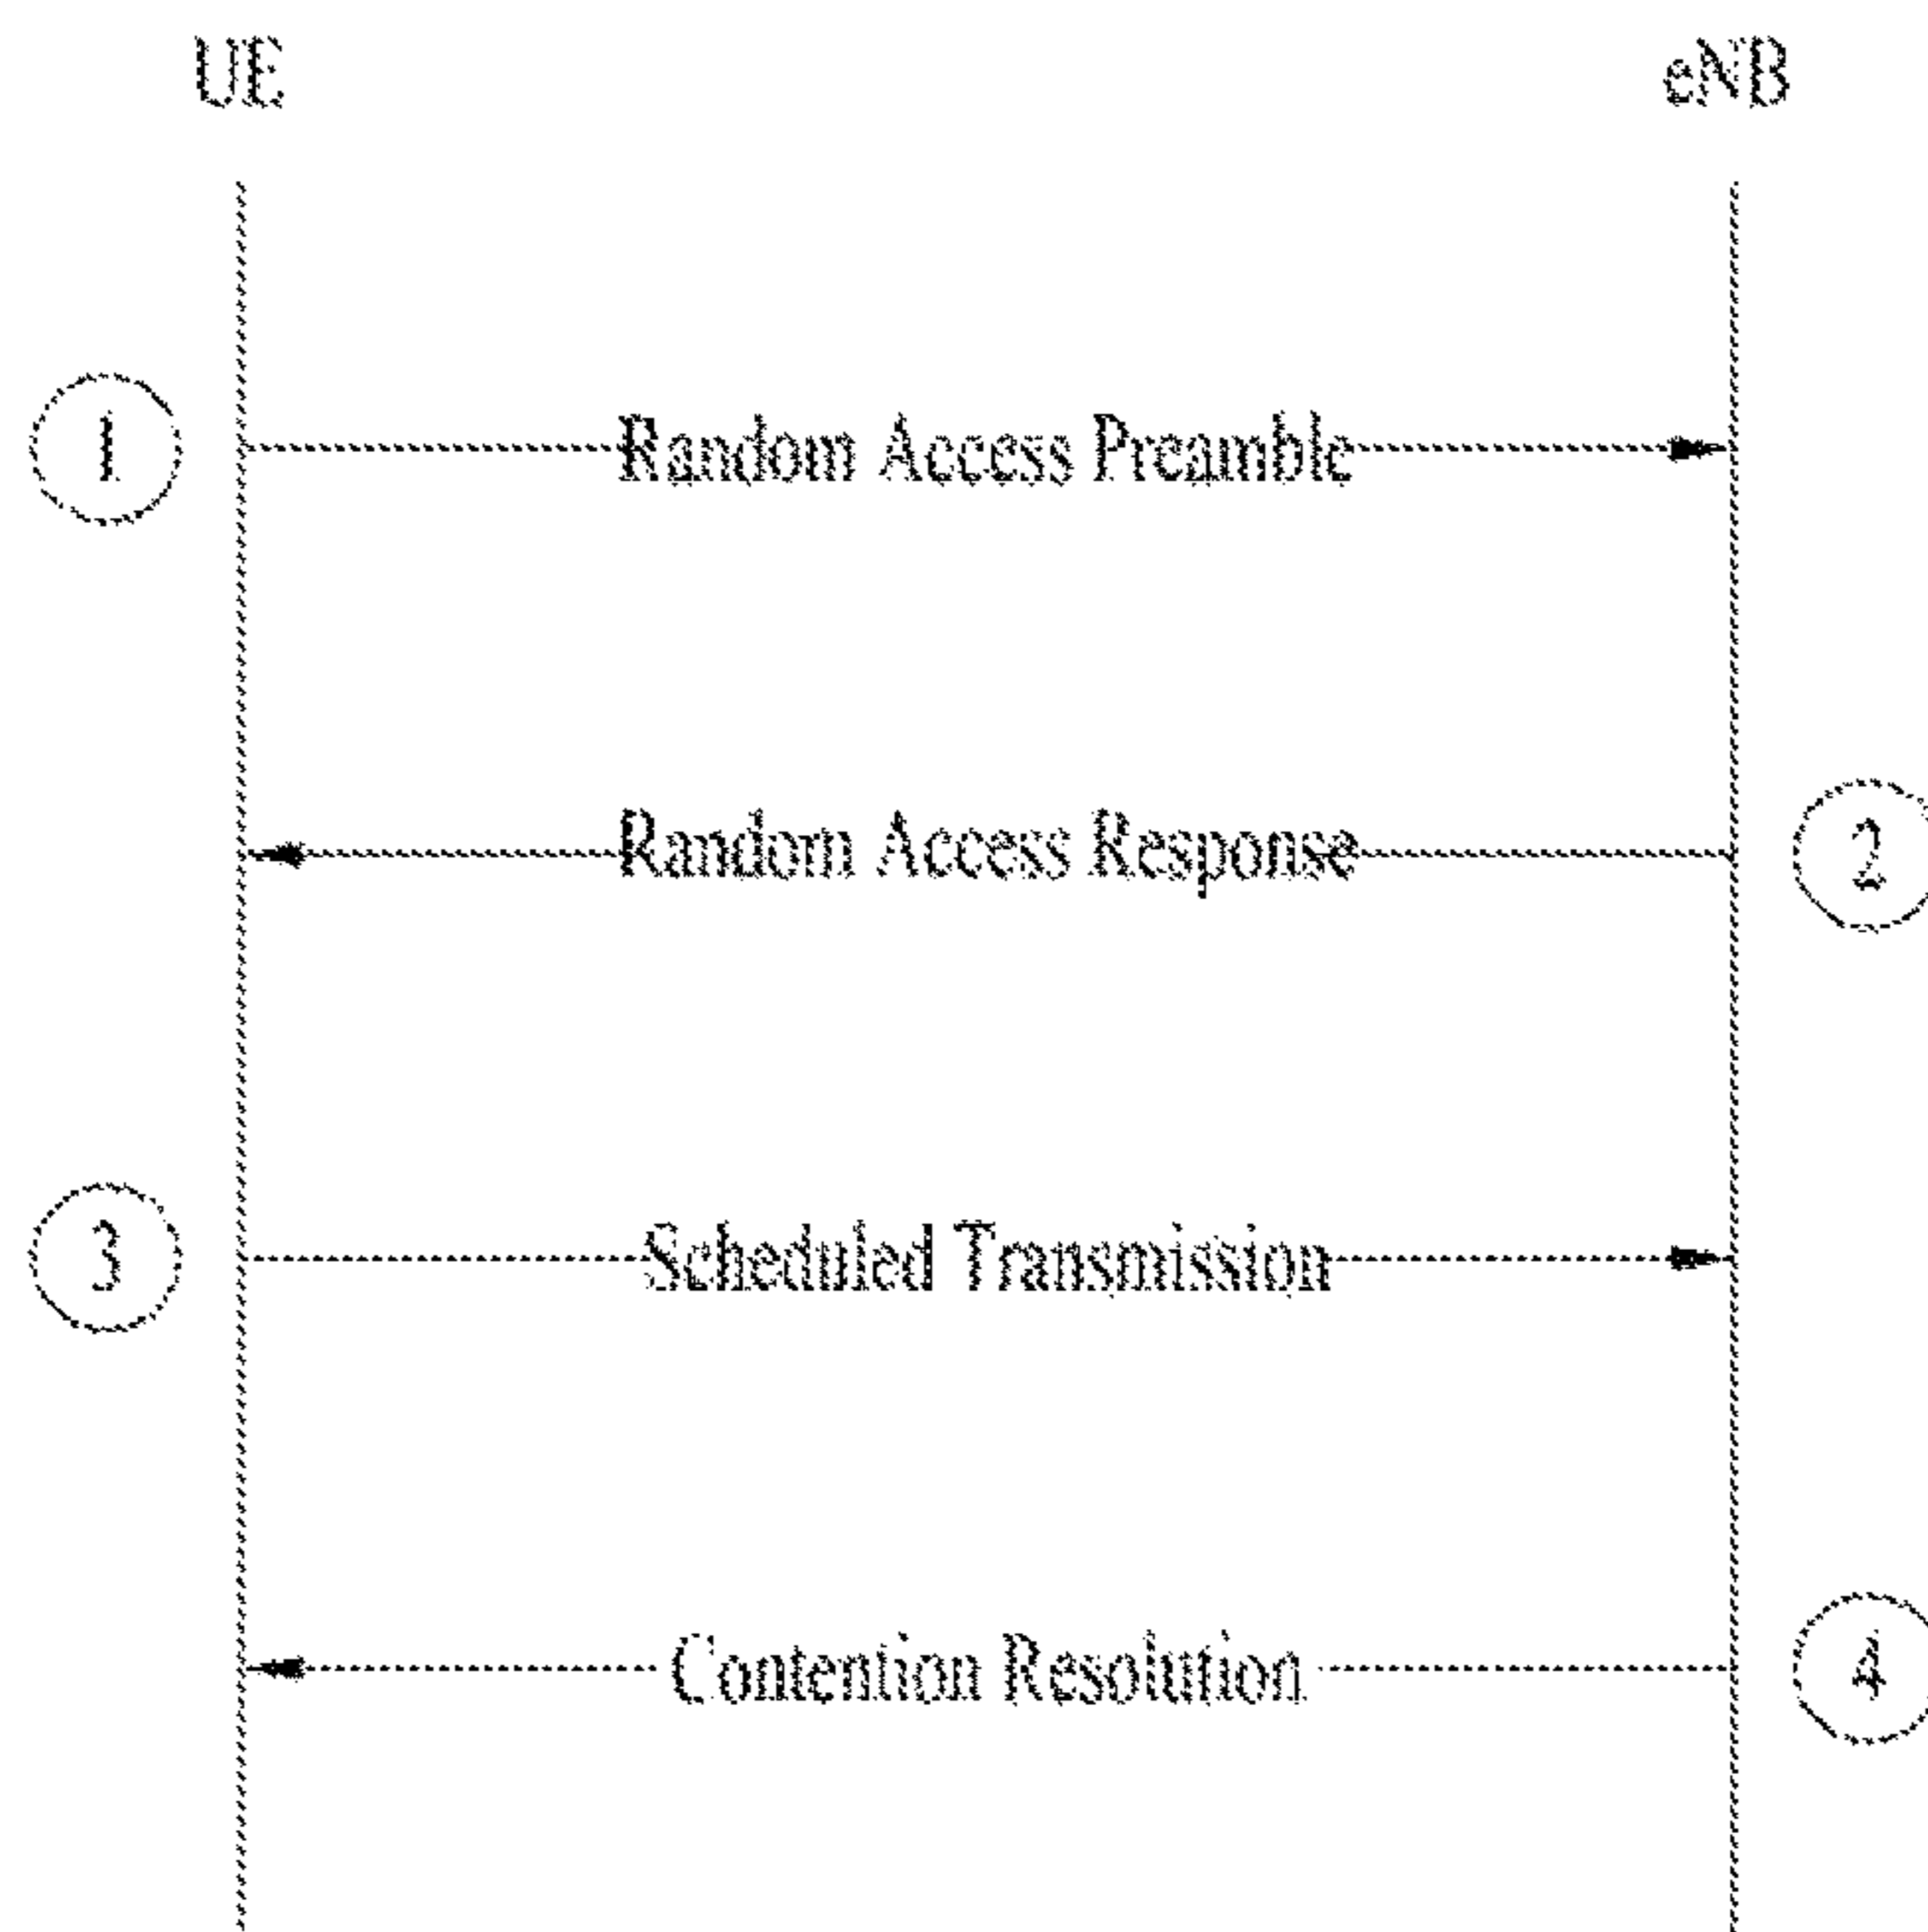 UE eNB
1 Random Access Preamble
Random Access Response 2
3 Scheduled Transmission
Contention Resolution 4